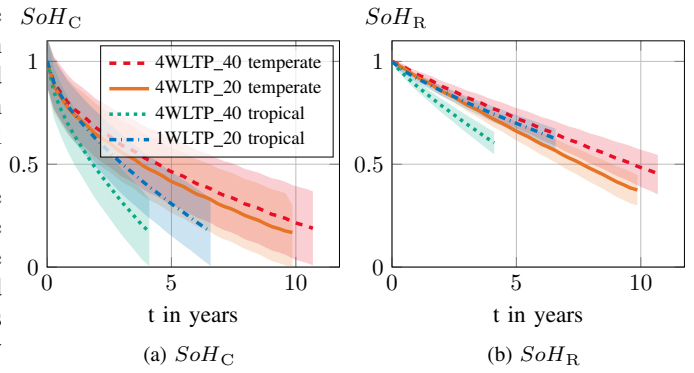 SoH_C
1
0.5
0
0
5
10
t in years
4WLTP_40 temperate
4WLTP_20 temperate
4WLTP_40 tropical
1WLTP_20 tropical
(a) SoH_C
SoH_R
1
0.5
0
0
5
10
t in years
(b) SoH_R